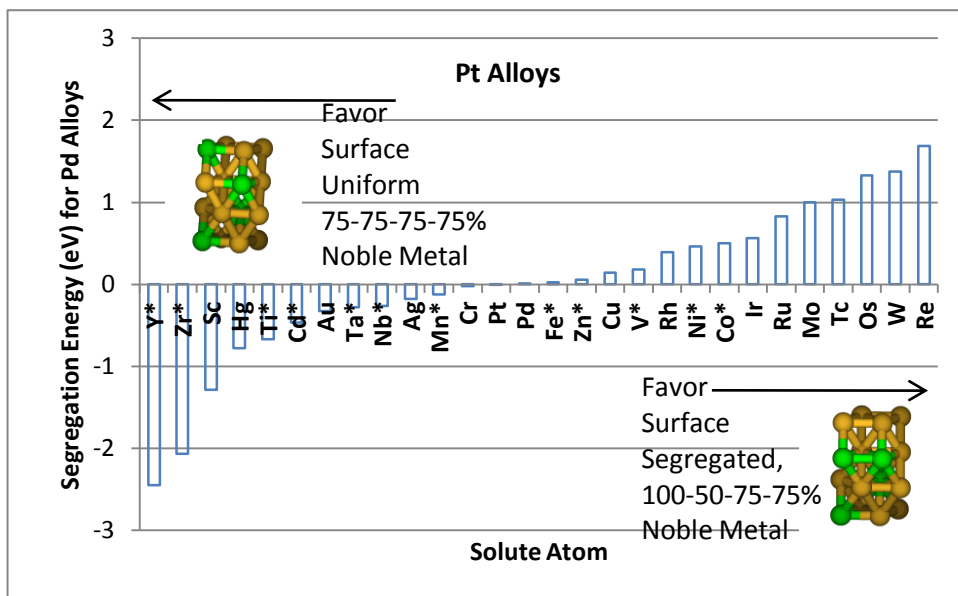 Pt Alloys
Segregation Energy (eV) for Pd Alloys
3
2
1
0
-1
-2
-3
Favor
Surface
Uniform
75-75-75-75%
Noble Metal
Y*
Zr*
Sc
Hg
Ti*
Cd*
Au
Ta*
Nb*
Ag
Mn*
Cr
Pt
Pd
Fe*
Zn*
Cu
V*
Rh
Ni*
Co*
Ir
Ru
Mo
Tc
Os
W
Re
Favor
Surface
Segregated,
100-50-75-75%
Noble Metal
Solute Atom